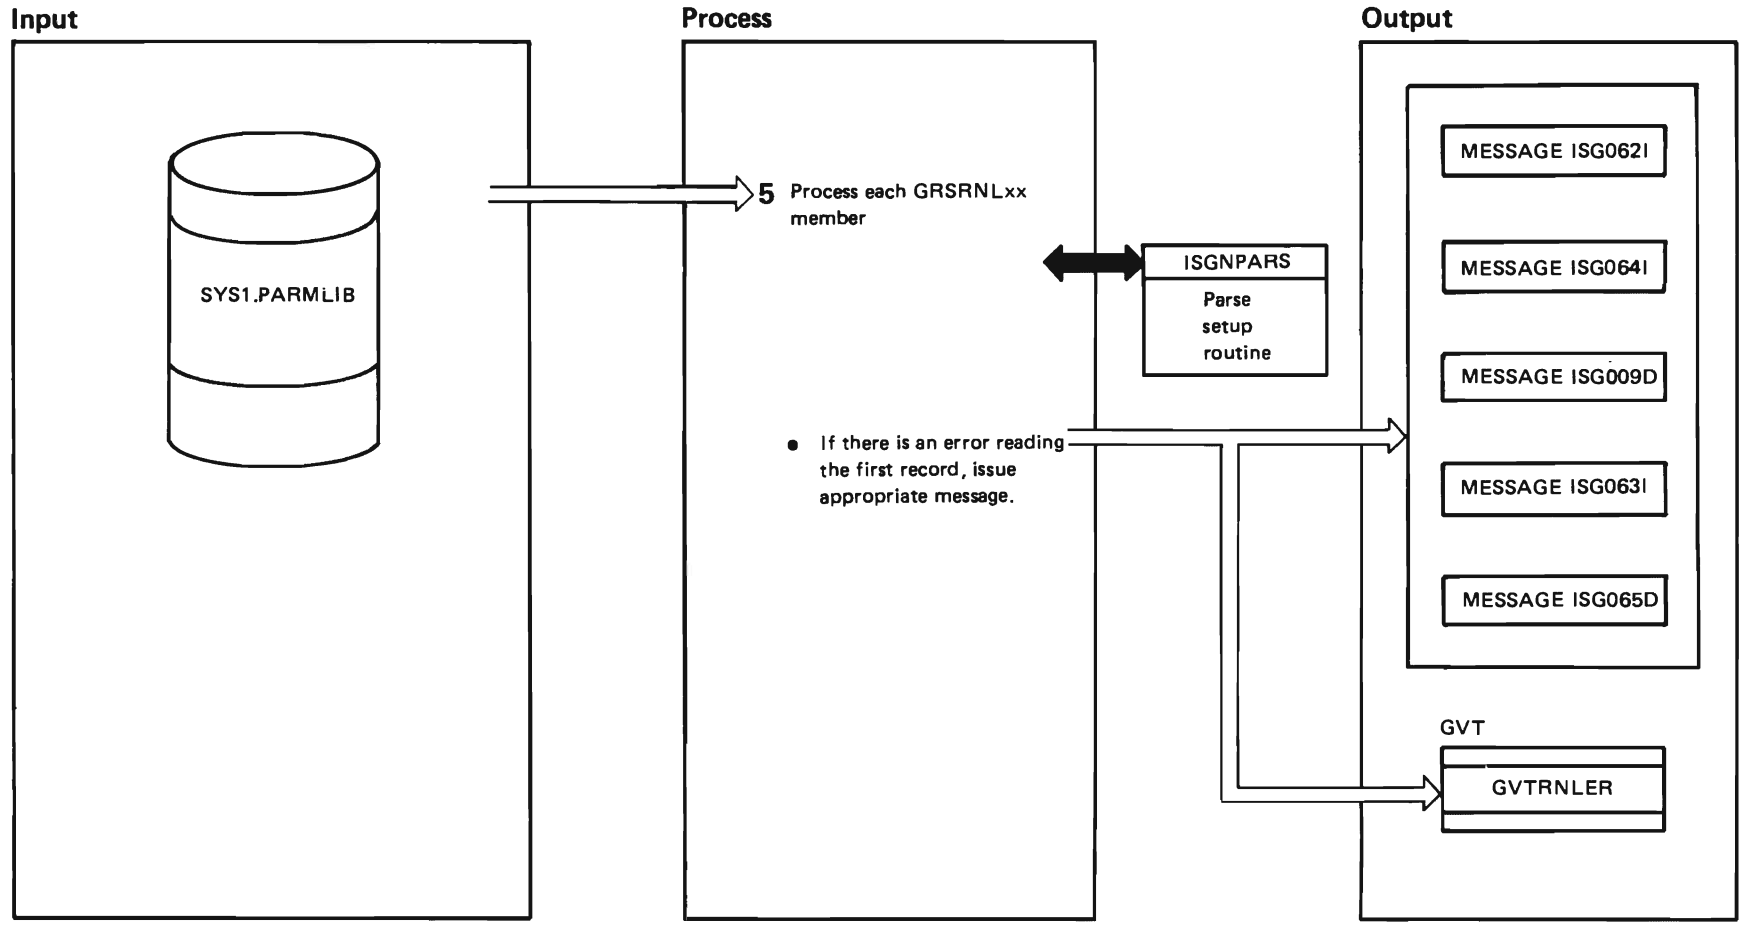 Input
SYS1.PARMLIB
Process
5 Process each GRSRNLxx
member
ISGNPARS
Parse
setup
routine
• If there is an error reading
the first record, issue
appropriate message.
Output
MESSAGE ISG062I
MESSAGE ISG064I
MESSAGE ISG009D
MESSAGE ISG063I
MESSAGE ISG065D
GVT
GVTRNLER